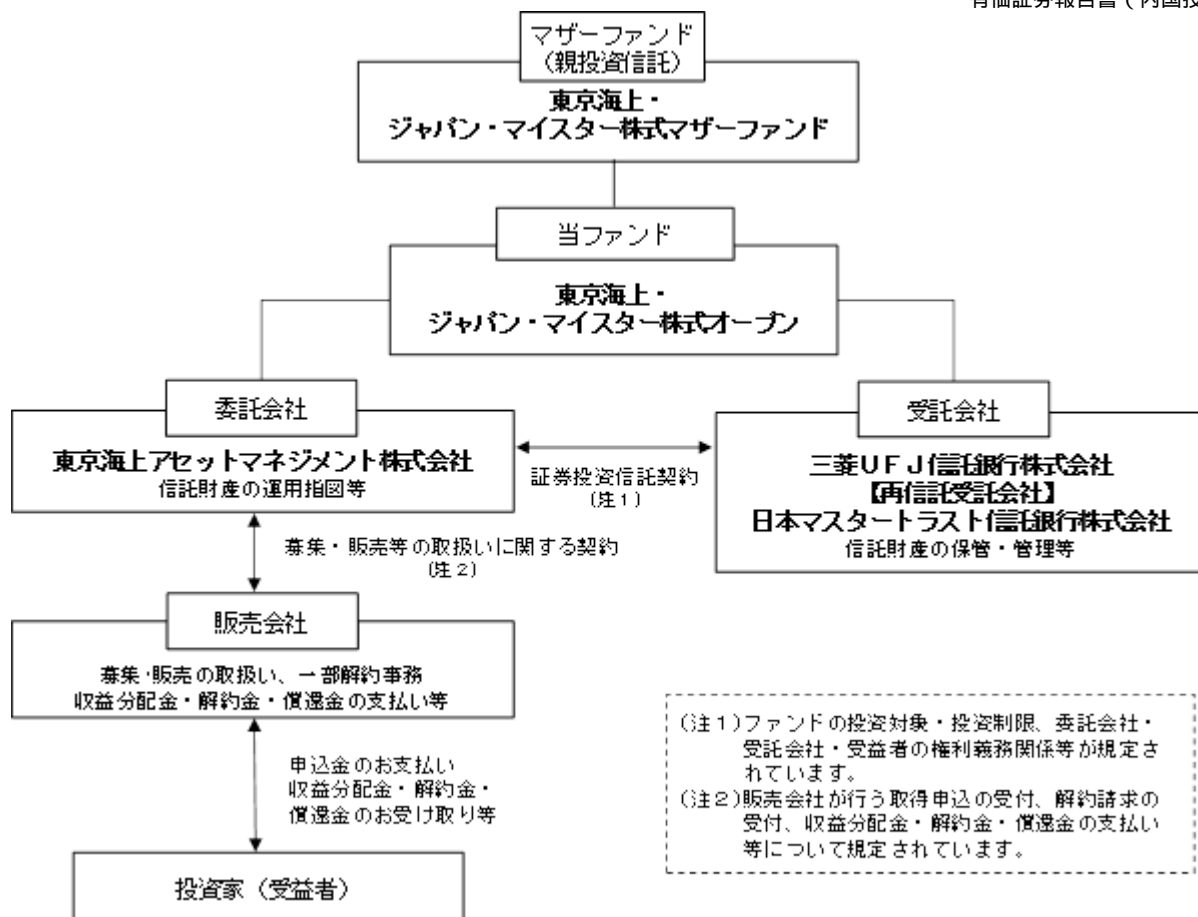 有価証券報告書(内国投
マザーファンド
(親投資信託)
東京海上・
ジャパン・マイスター株式マザーファンド
当ファンド
東京海上・
ジャパン・マイスター株式オープン
委託会社
東京海上アセットマネジメント株式会社
信託財産の運用指図等
証券投資信託契約
(注1)
受託会社
三菱UFJ信託銀行株式会社
【再信託受託会社】
日本マスタートラスト信託銀行株式会社
信託財産の保管・管理等
募集・販売等の取扱いに関する契約
(注2)
販売会社
募集・販売の取扱い、一部解約事務
収益分配金・解約金・償還金の支払い等
申込金のお支払い
収益分配金・解約金・
償還金のお受け取り等
投資家(受益者)
(注1)ファンドの投資対象・投資制限、委託会社・
受託会社・受益者の権利義務関係等が規定さ
れています。
(注2)販売会社が行う取得申込の受付、解約請求の
受付、収益分配金・解約金・償還金の支払い
等について規定されています。